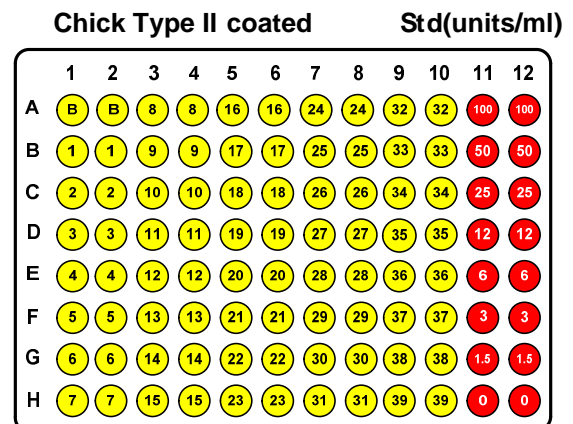 Chick Type II coated Std(units/ml)
1 2 3 4 5 6 7 8 9 10 11 12
A B B 8 8 16 16 24 24 32 32 100 100
B 1 1 9 9 17 17 25 25 33 33 50 50
C 2 2 10 10 18 18 26 26 34 34 25 25
D 3 3 11 11 19 19 27 27 35 35 12 12
E 4 4 12 12 20 20 28 28 36 36 6 6
F 5 5 13 13 21 21 29 29 37 37 3 3
G 6 6 14 14 22 22 30 30 38 38 1.5 1.5
H 7 7 15 15 23 23 31 31 39 39 0 0